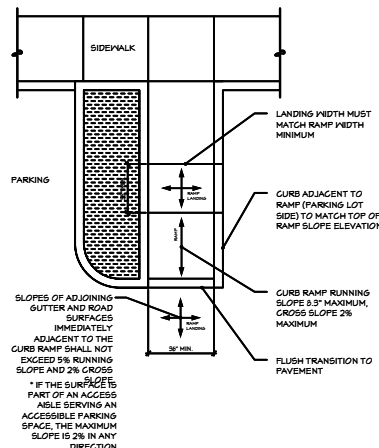 SIDEWALK
LANDING WIDTH MUST
MATCH RAMP WIDTH
MINIMUM
PARKING
RAMP
LANDING
CURB ADJACENT TO
RAMP (PARKING LOT
SIDE) TO MATCH TOP OF
RAMP SLOPE ELEVATION
RAMP
CURB RAMP RUNNING
SLOPE 8.3" MAXIMUM,
CROSS SLOPE 2%
MAXIMUM
SLOPES OF ADJOINING
GUTTER AND ROAD
SURFACES
IMMEDIATELY
ADJACENT TO THE
CURB RAMP SHALL NOT
EXCEED 5% RUNNING
SLOPE AND 2% CROSS
SLOPE
RAMP
LANDING
36" MIN.
FLUSH TRANSITION TO
PAVEMENT
* IF THE SURFACE IS
PART OF AN ACCESS
AISLE SERVING AN
ACCESSIBLE PARKING
SPACE, THE MAXIMUM
SLOPE IS 2% IN ANY
DIRECTION